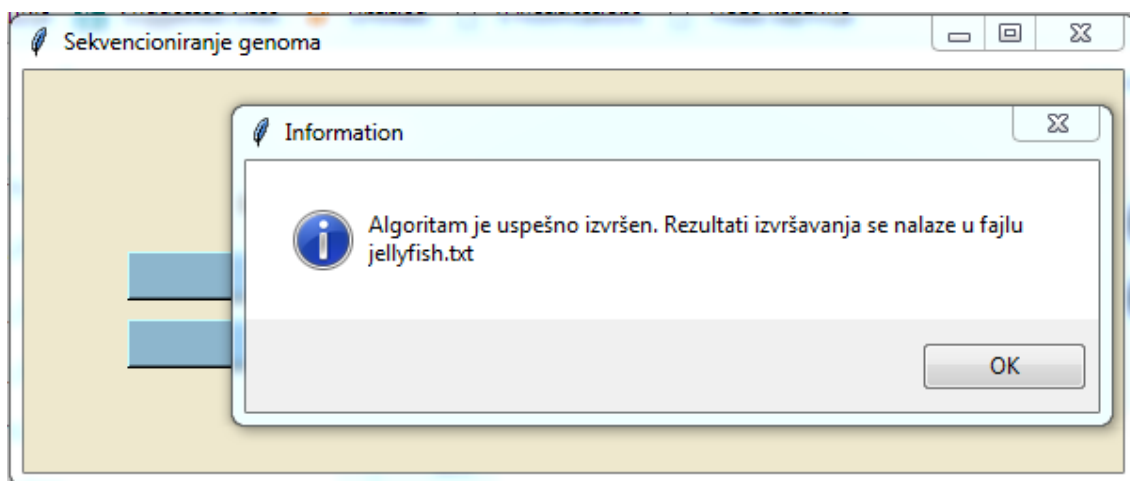 Sekvencioniranje genoma
Information
Algoritam je uspešno izvršen. Rezultati izvršavanja se nalaze u fajlu
jellyfish.txt
OK